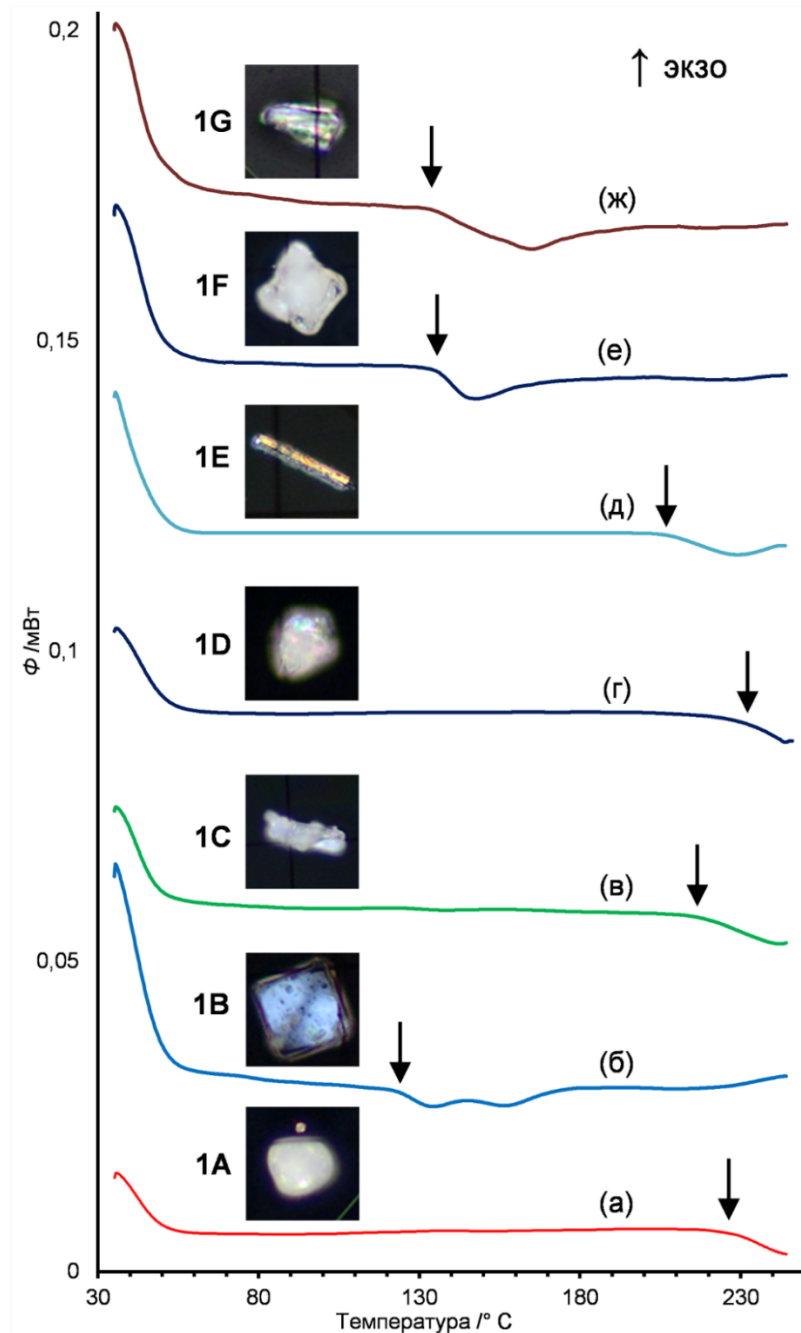 0,2
↑ ЭКЗО
1G
(ж)
1F
0,15
(е)
1E
(д)
Ф /мВт
0,1
1D
(г)
1C
(в)
0,05
1B
(б)
1A
(а)
0
30 80 130 180 230
Температура /° C